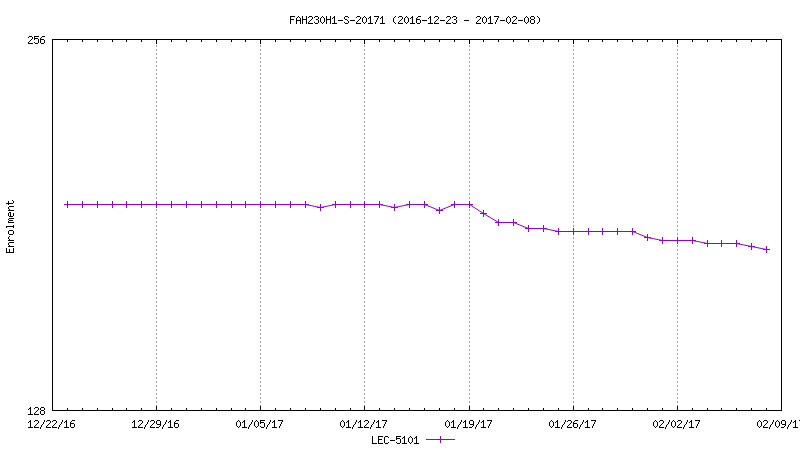 FAH230H1-S-20171 (2016-12-23 - 2017-02-08)
256
Enrolment
128
12/22/16 12/29/16 01/05/17 01/12/17 01/19/17 01/26/17 02/02/17 02/09/1
LEC-5101